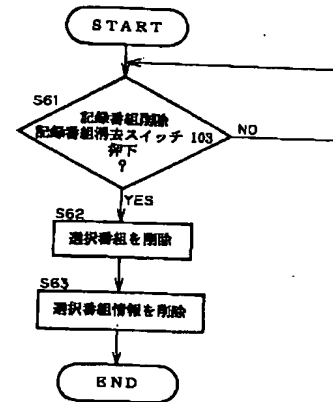 START
S61
記録番組削除
記録番組消去スイッチ 103
押下
?
NO
YES
S62
選択番組を削除
S63
選択番組情報を削除
END